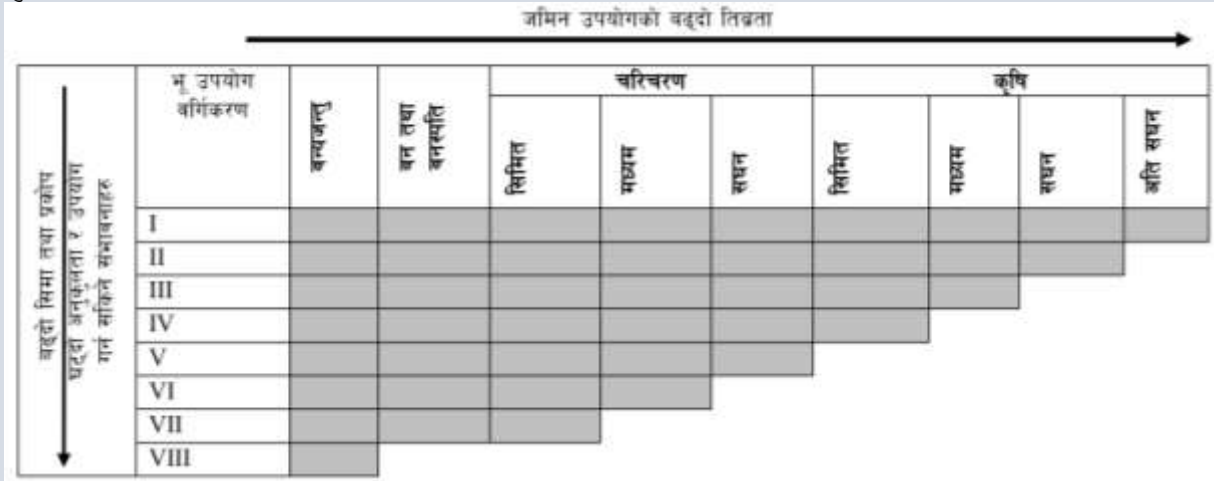 जमिन उपयोगको बढ्दो तिब्रता
बढ्दो सिमा तथा प्रकोप
घट्दो अनुकुलता र उपयोग
गर्न सकिने संभावनाहरु
भू उपयोग
वर्गिकरण
वन्यजन्तु
बन तथा
बनस्पति
चरिचरण
कृषि
सिमित
मध्यम
सघन
सिमित
मध्यम
सघन
अति सघन
I
II
III
IV
V
VI
VII
VIII